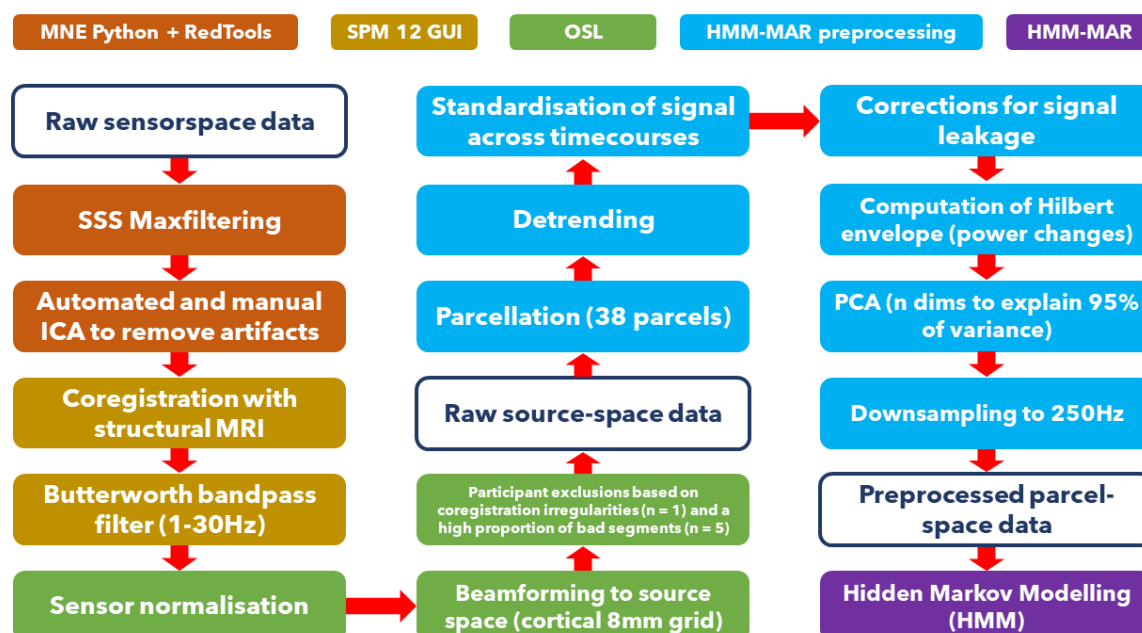 MNE Python + RedTools
SPM 12 GUI
OSL
HMM-MAR preprocessing
HMM-MAR
Raw sensorspace data
SSS Maxfiltering
Automated and manual
ICA to remove artifacts
Coregistration with
structural MRI
Butterworth bandpass
filter (1-30Hz)
Sensor normalisation
Beamforming to source
space (cortical 8mm grid)
Participant exclusions based on
coregistration irregularities (n = 1) and a
high proportion of bad segments (n = 5)
Raw source-space data
Parcellation (38 parcels)
Detrending
Standardisation of signal
across timecourses
Corrections for signal
leakage
Computation of Hilbert
envelope (power changes)
PCA (n dims to explain 95%
of variance)
Downsampling to 250Hz
Preprocessed parcel-
space data
Hidden Markov Modelling
(HMM)